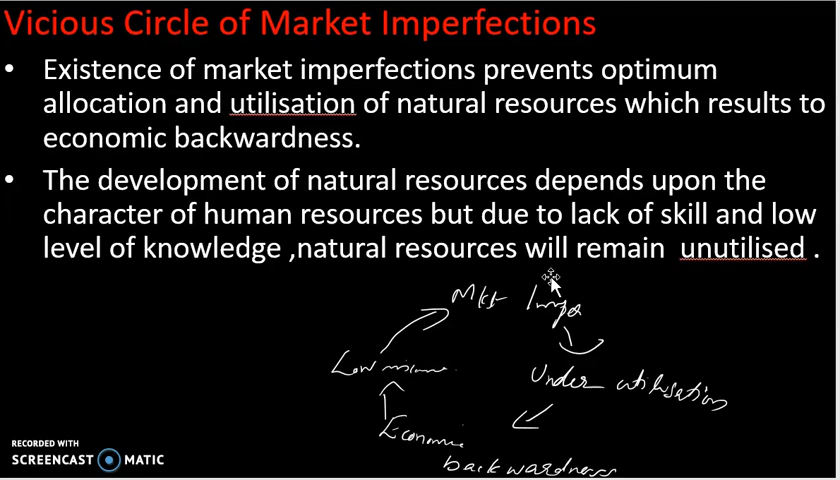 Vicious Circle of Market Imperfections
• Existence of market imperfections prevents optimum
allocation and utilisation of natural resources which results to
economic backwardness.
• The development of natural resources depends upon the
character of human resources but due to lack of skill and low
level of knowledge ,natural resources will remain unutilised .
Mkt
Low
Under utilisation
Economic
backwardness
RECORDED WITH
SCREENCAST MATIC